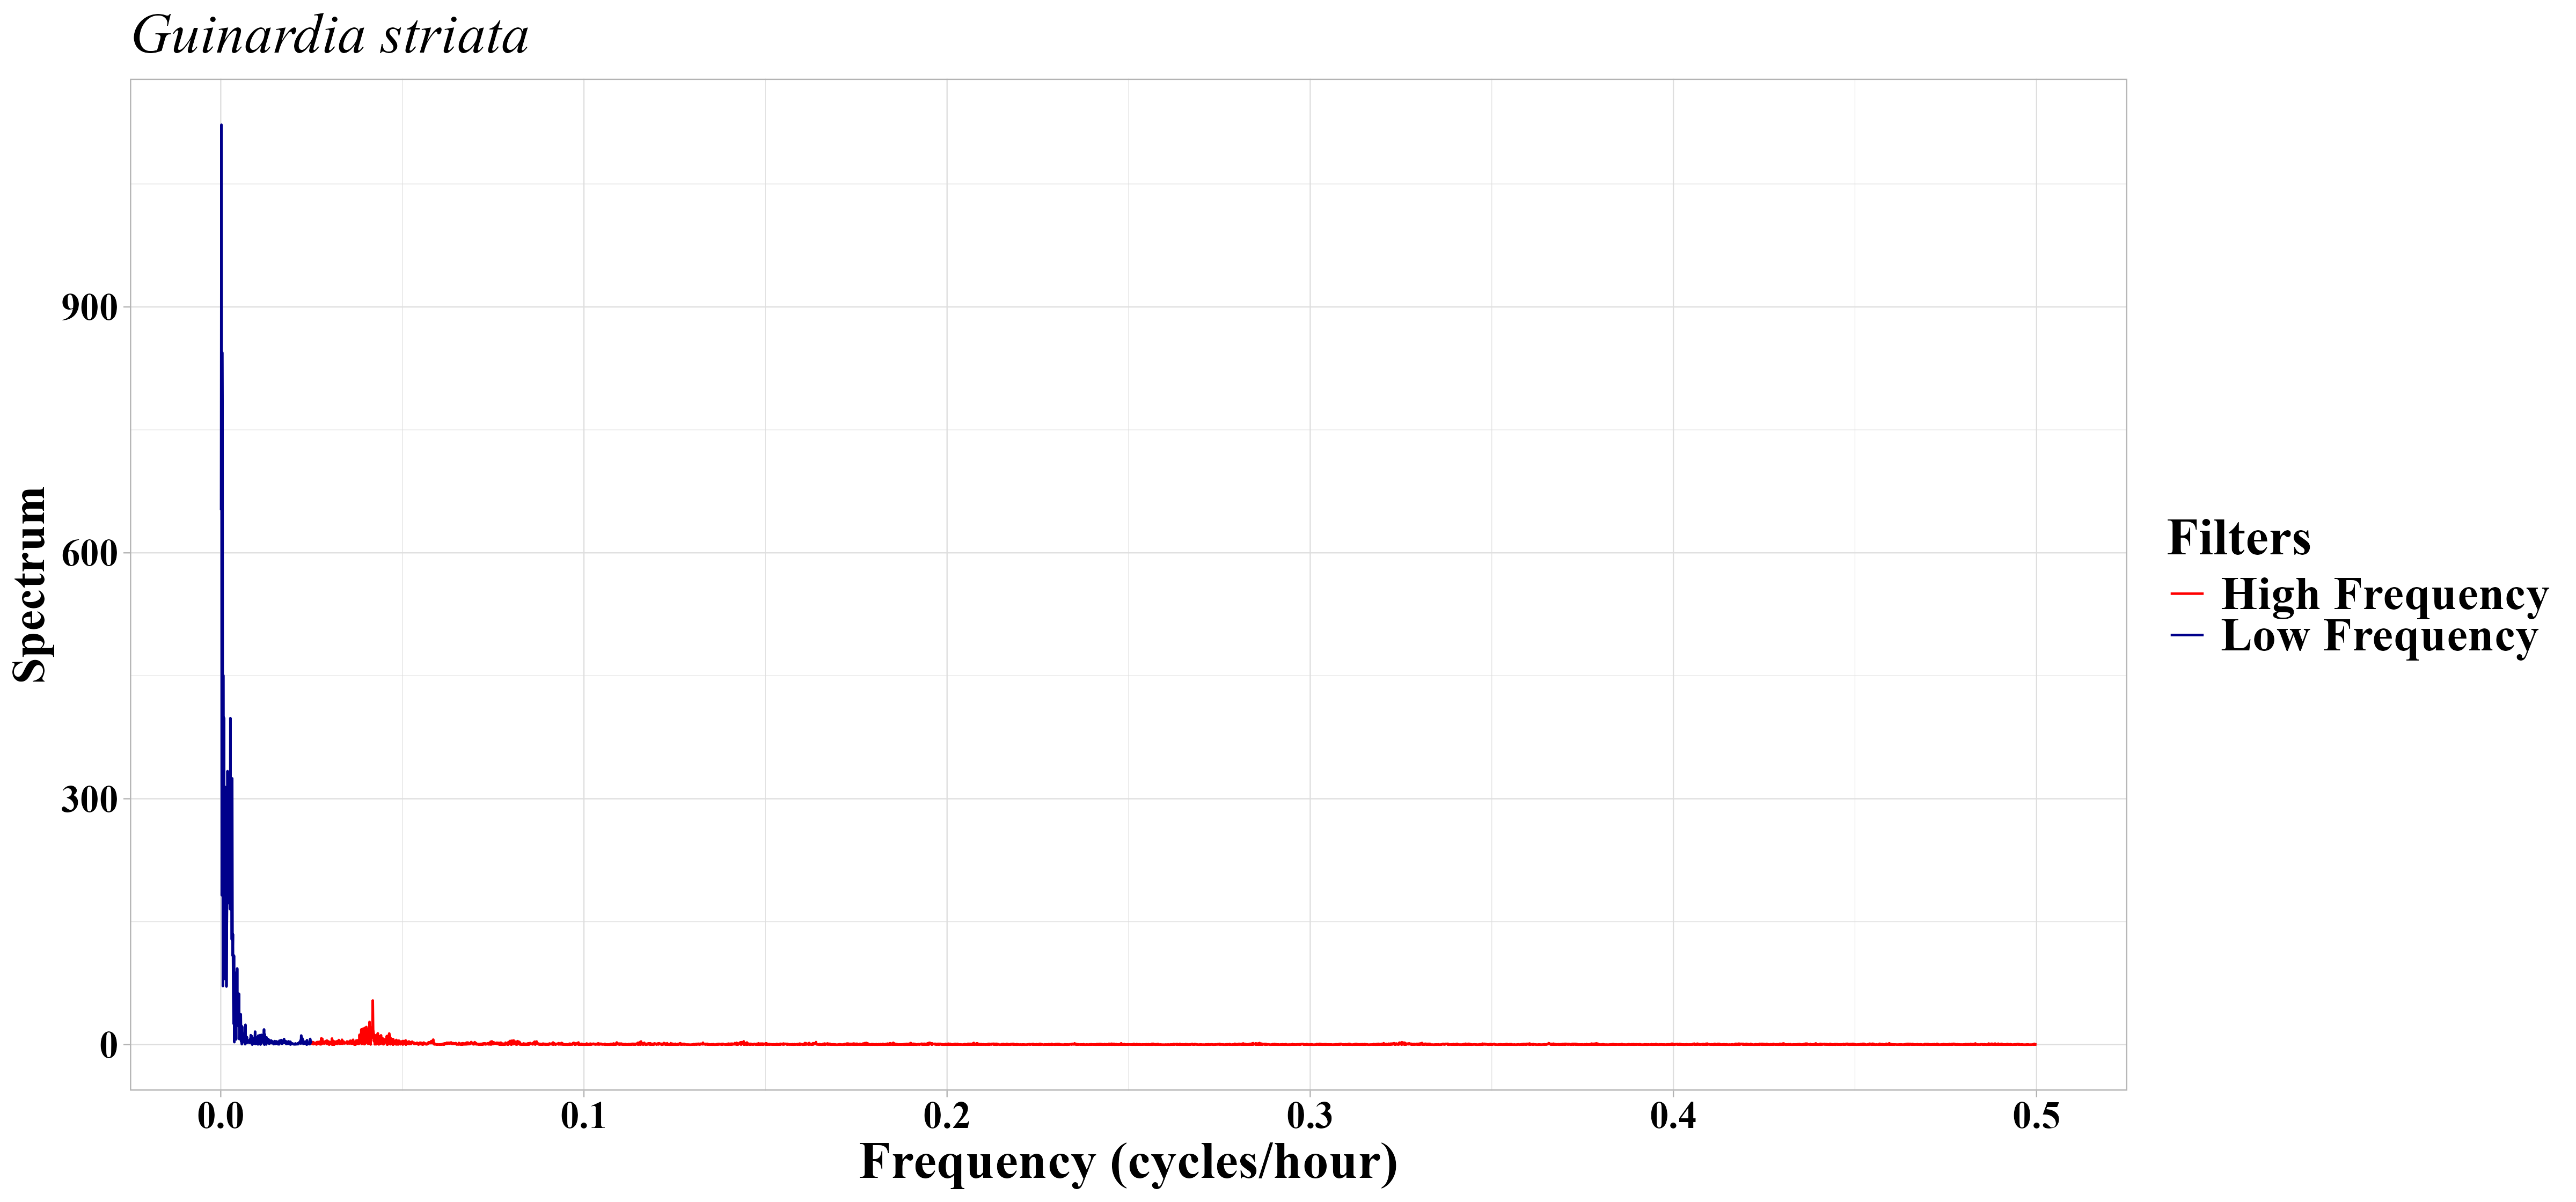 Guinardia striata
Spectrum
900
600
300
0
0.0 0.1 0.2 0.3 0.4 0.5
Frequency (cycles/hour)
Filters
High Frequency
Low Frequency